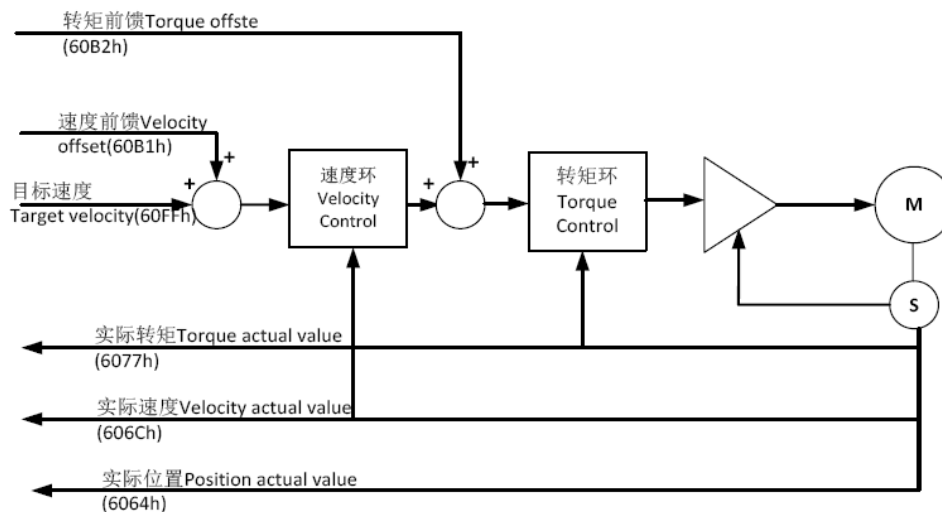 转矩前馈Torque offste
(60B2h)
速度前馈Velocity
offset(60B1h)
+
+
目标速度
Target velocity(60FFh)
速度环
Velocity
Control
+
+
转矩环
Torque
Control
M
S
实际转矩Torque actual value
(6077h)
实际速度Velocity actual value
(606Ch)
实际位置Position actual value
(6064h)